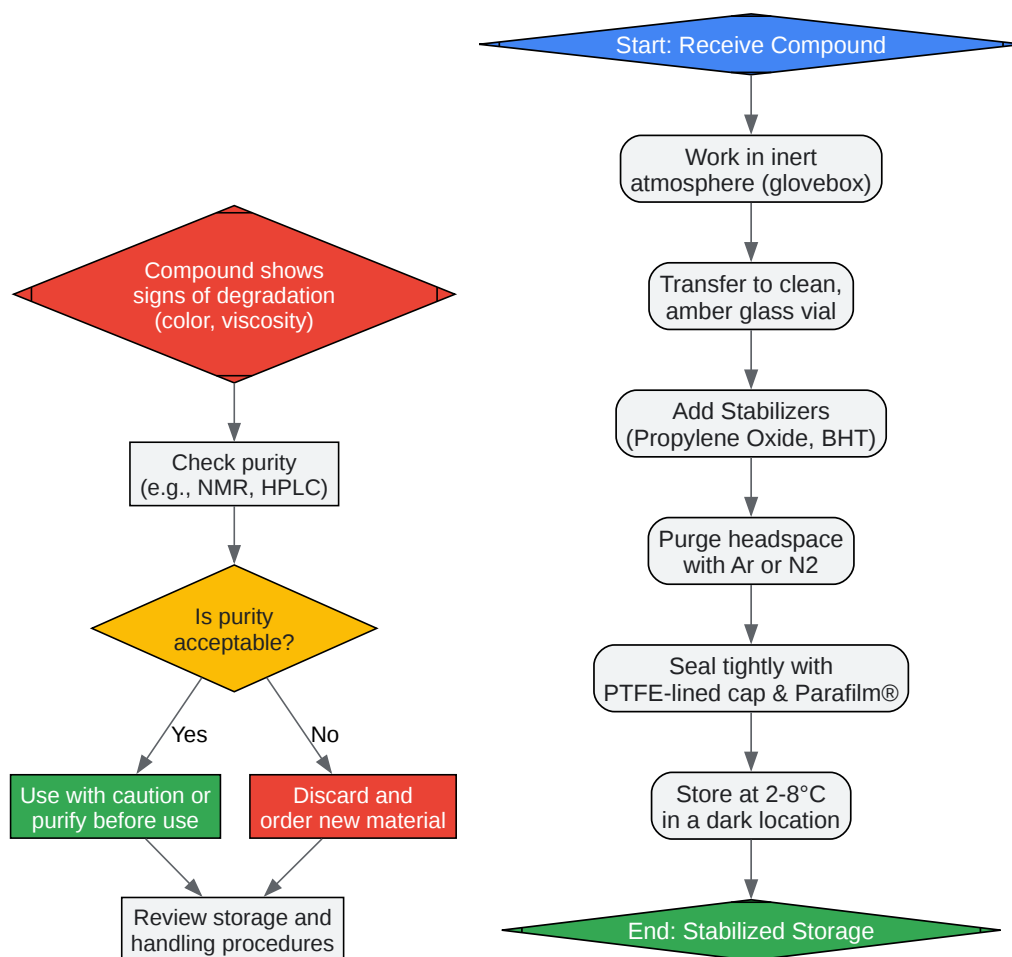 Compound shows
signs of degradation
(color, viscosity)
Check purity
(e.g., NMR, HPLC)
Is purity
acceptable?
Yes
No
Use with caution or
purify before use
Discard and
order new material
Review storage and
handling procedures
Start: Receive Compound
Work in inert
atmosphere (glovebox)
Transfer to clean,
amber glass vial
Add Stabilizers
(Propylene Oxide, BHT)
Purge headspace
with Ar or N2
Seal tightly with
PTFE-lined cap & Parafilm®
Store at 2-8°C
in a dark location
End: Stabilized Storage